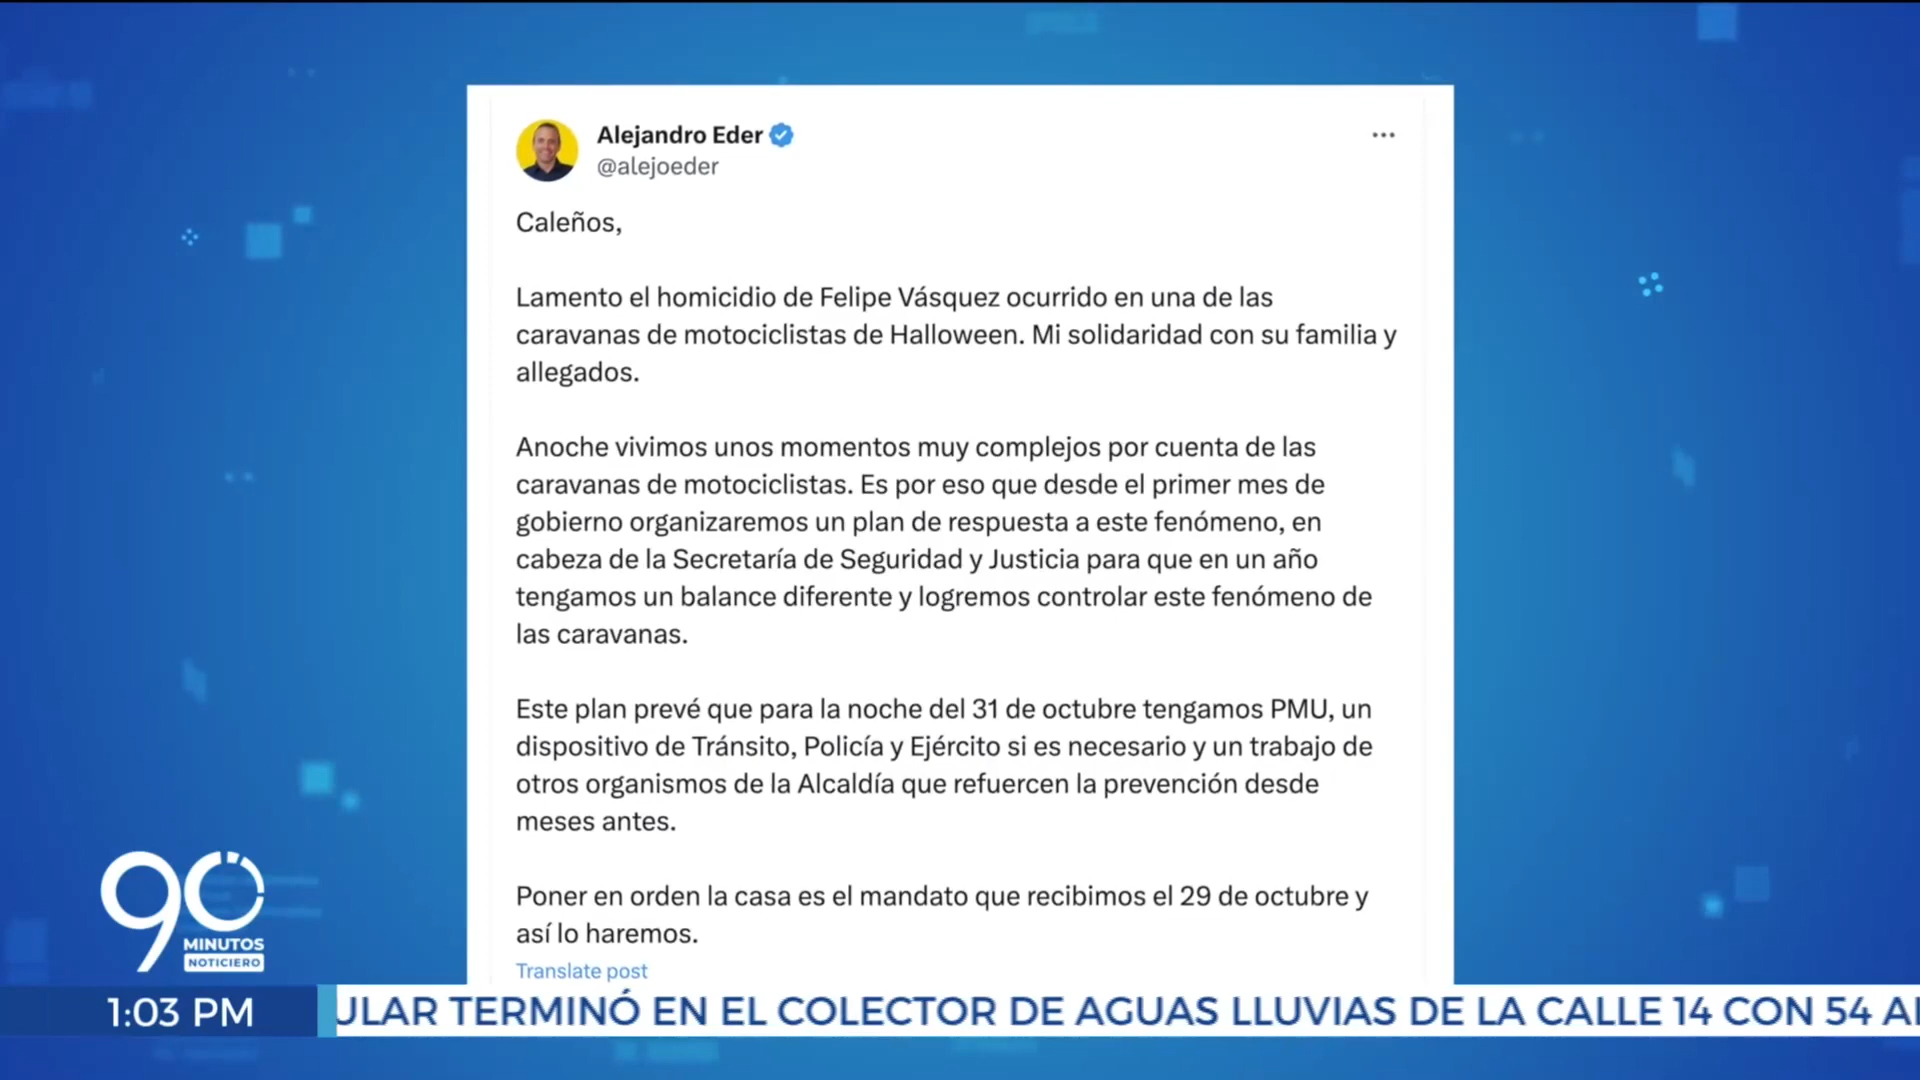 Alejandro Eder
@alejoeder
Caleños,
Lamento el homicidio de Felipe Vásquez ocurrido en una de las
caravanas de motociclistas de Halloween. Mi solidaridad con su familia y
allegados.
Anoche vivimos unos momentos muy complejos por cuenta de las
caravanas de motociclistas. Es por eso que desde el primer mes de
gobierno organizaremos un plan de respuesta a este fenómeno, en
cabeza de la Secretaría de Seguridad y Justicia para que en un año
tengamos un balance diferente y logremos controlar este fenómeno de
las caravanas.
Este plan prevé que para la noche del 31 de octubre tengamos PMU, un
dispositivo de Tránsito, Policía y Ejército si es necesario y un trabajo de
otros organismos de la Alcaldía que refuercen la prevención desde
meses antes.
Poner en orden la casa es el mandato que recibimos el 29 de octubre y
así lo haremos.
Translate post
90
MINUTOS
NOTICIERO
1:03 PM
ULAR TERMINÓ EN EL COLECTOR DE AGUAS LLUVIAS DE LA CALLE 14 CON 54 A